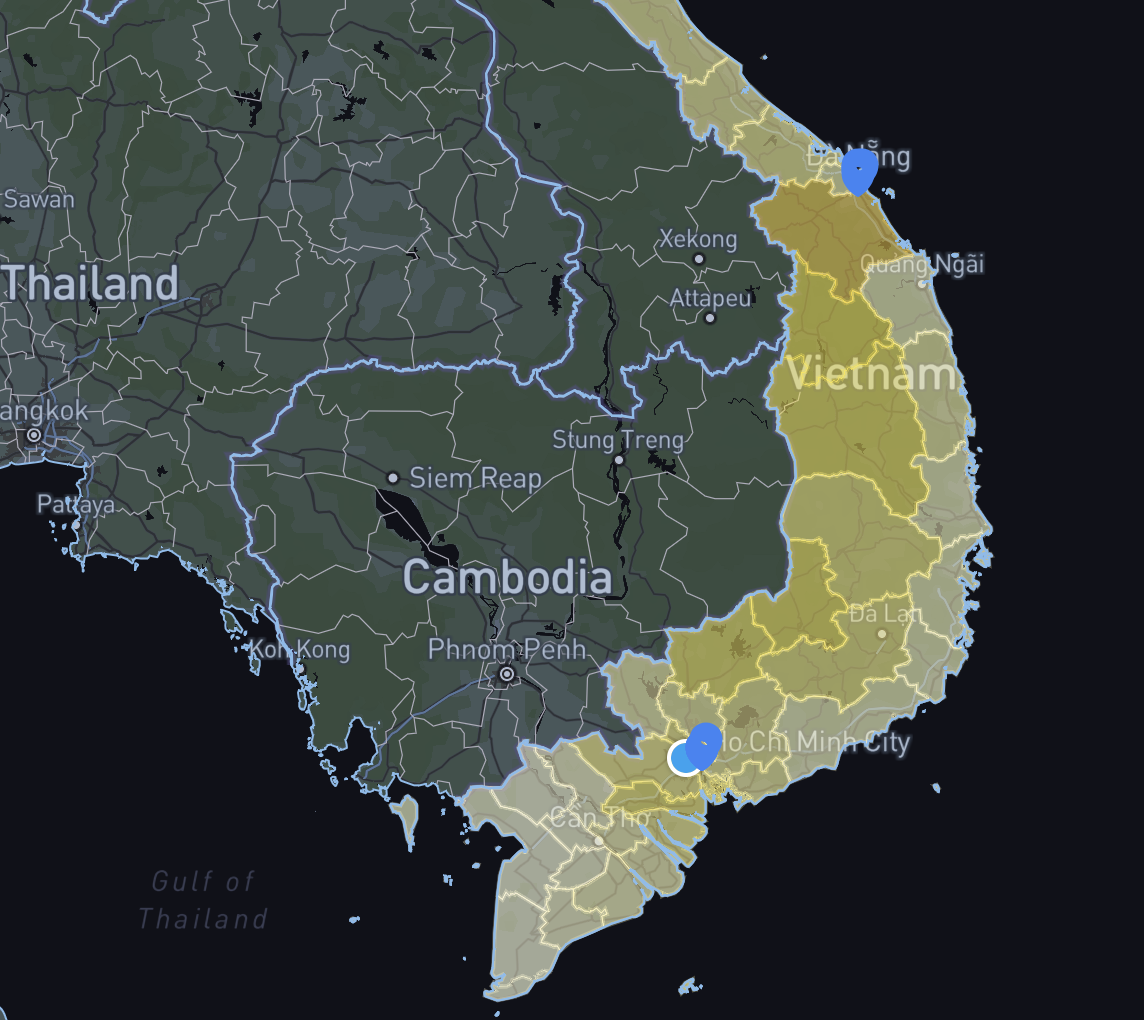 Đà Nẵng
Sawan
Xekong
Quảng Ngãi
Thailand
Attapeu
Vietnam
angkok
Stung Treng
Siem Reap
Pattaya
Cambodia
Đà Lạt
Koh Kong
Phnom Penh
Ho Chi Minh City
Cần Thơ
Gulf of
Thailand